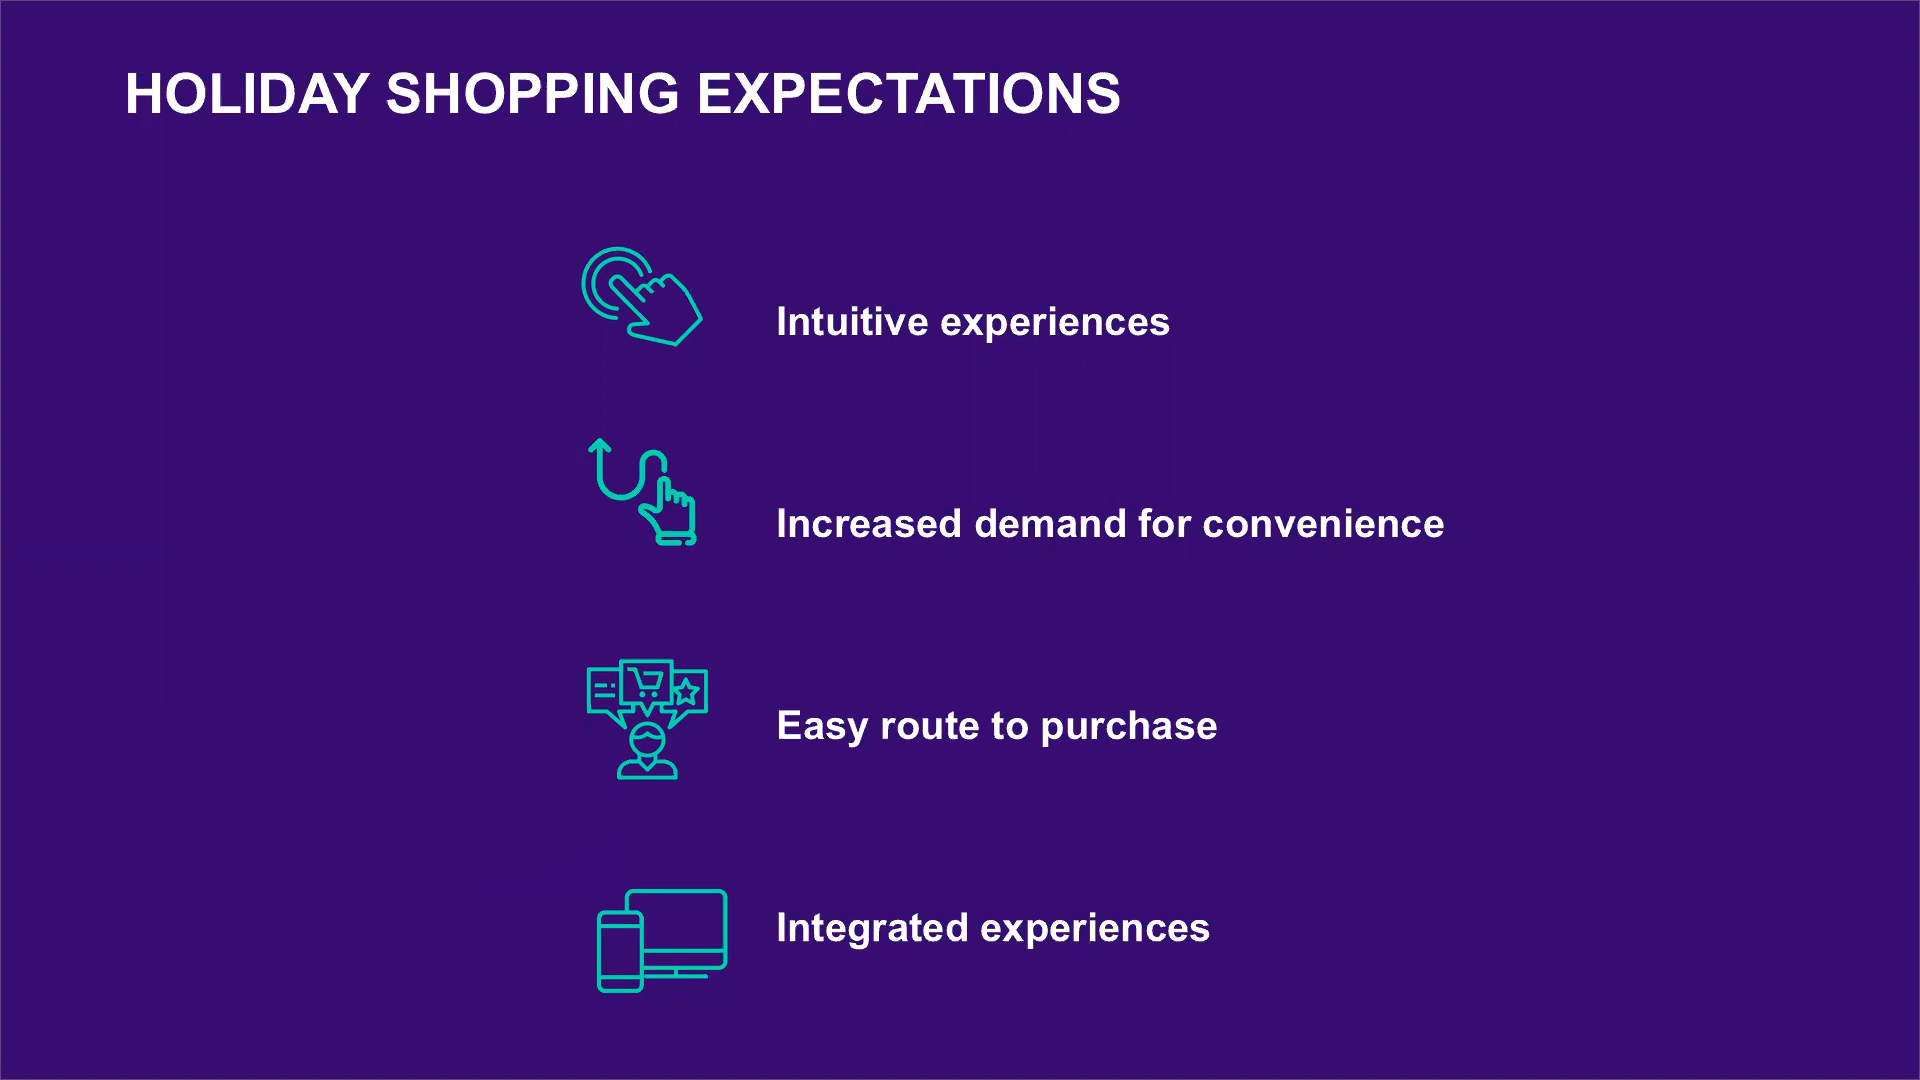 HOLIDAY SHOPPING EXPECTATIONS
Intuitive experiences
Increased demand for convenience
Easy route to purchase
Integrated experiences